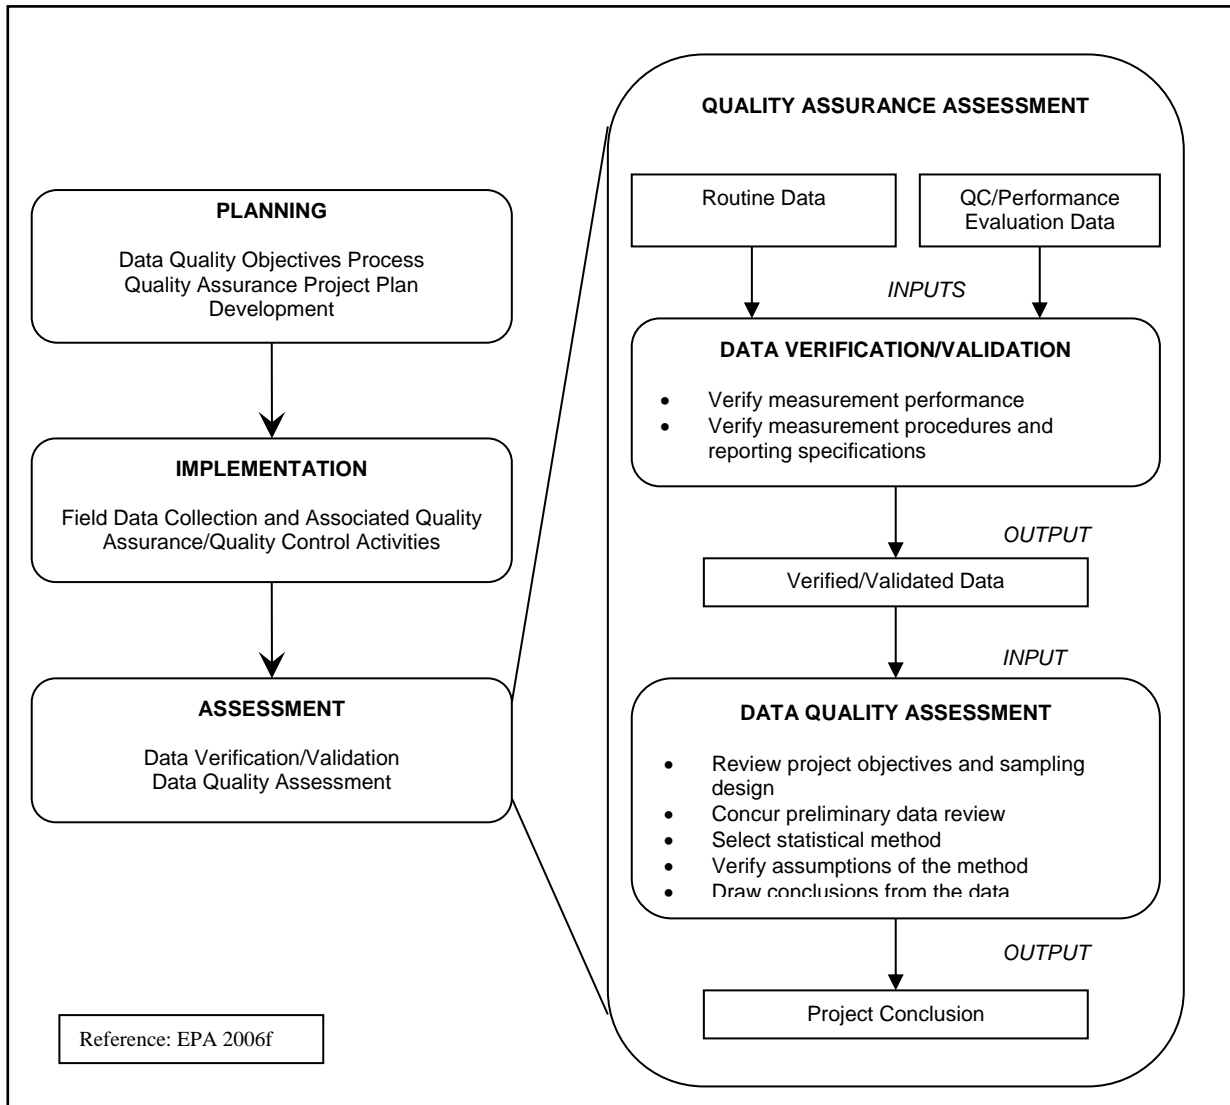 PLANNING
Data Quality Objectives Process
Quality Assurance Project Plan
Development
IMPLEMENTATION
Field Data Collection and Associated Quality
Assurance/Quality Control Activities
ASSESSMENT
Data Verification/Validation
Data Quality Assessment
Reference: EPA 2006f
QUALITY ASSURANCE ASSESSMENT
Routine Data
QC/Performance
Evaluation Data
INPUTS
DATA VERIFICATION/VALIDATION
• Verify measurement performance
• Verify measurement procedures and
reporting specifications
OUTPUT
Verified/Validated Data
INPUT
DATA QUALITY ASSESSMENT
• Review project objectives and sampling
design
• Concur preliminary data review
• Select statistical method
• Verify assumptions of the method
• Draw conclusions from the data
OUTPUT
Project Conclusion